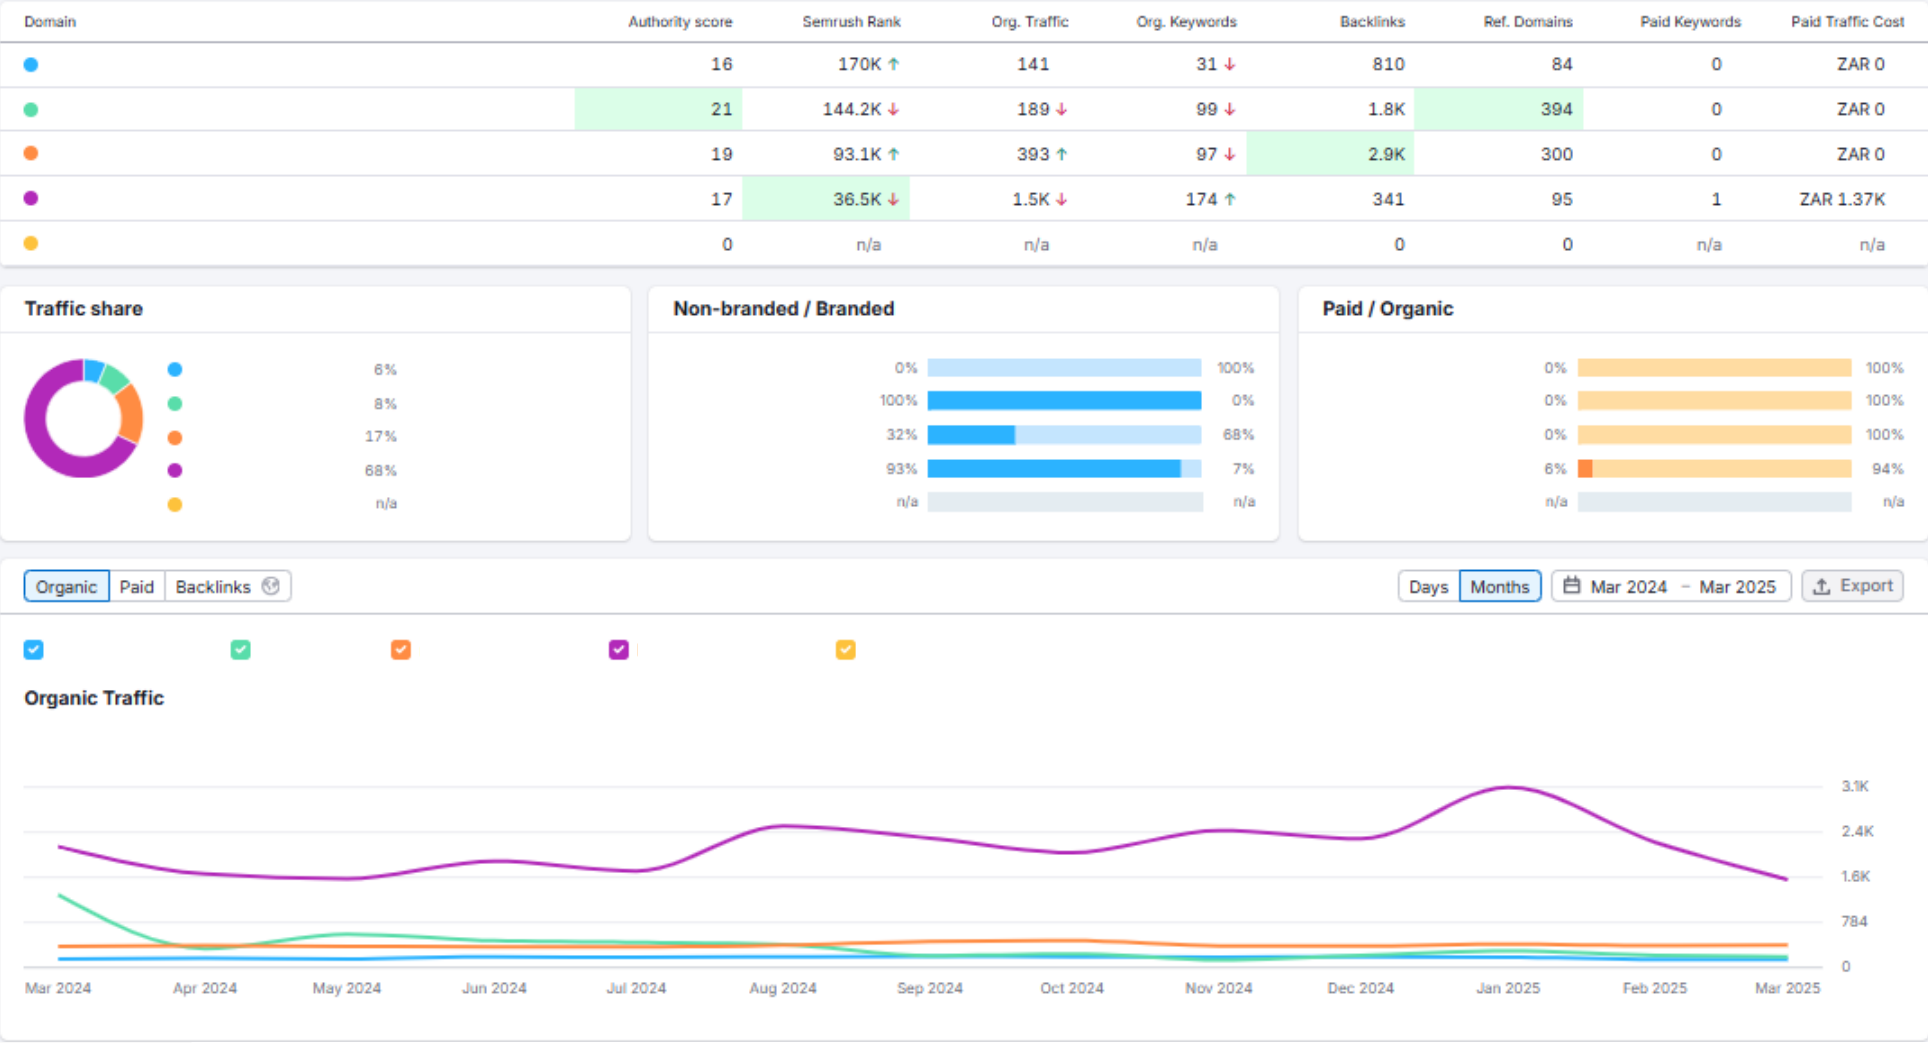 Domain Authority score Semrush Rank Org. Traffic Org. Keywords Backlinks Ref. Domains Paid Keywords Paid Traffic Cost
16 170K ↑ 141 31 ↓ 810 84 0 ZAR 0
21 144.2K ↓ 189 ↓ 99 ↓ 1.8K 394 0 ZAR 0
19 93.1K ↑ 393 ↑ 97 ↓ 2.9K 300 0 ZAR 0
17 36.5K ↓ 1.5K ↓ 174 ↑ 341 95 1 ZAR 1.37K
0 n/a n/a n/a 0 0 n/a n/a
Traffic share
6%
8%
17%
68%
n/a
Non-branded / Branded
0% 100%
100% 0%
32% 68%
93% 7%
n/a n/a
Paid / Organic
0% 100%
0% 100%
0% 100%
6% 94%
n/a n/a
Organic Paid Backlinks Days Months Mar 2024 – Mar 2025 Export
Organic Traffic
3.1K
2.4K
1.6K
784
0
Mar 2024 Apr 2024 May 2024 Jun 2024 Jul 2024 Aug 2024 Sep 2024 Oct 2024 Nov 2024 Dec 2024 Jan 2025 Feb 2025 Mar 2025